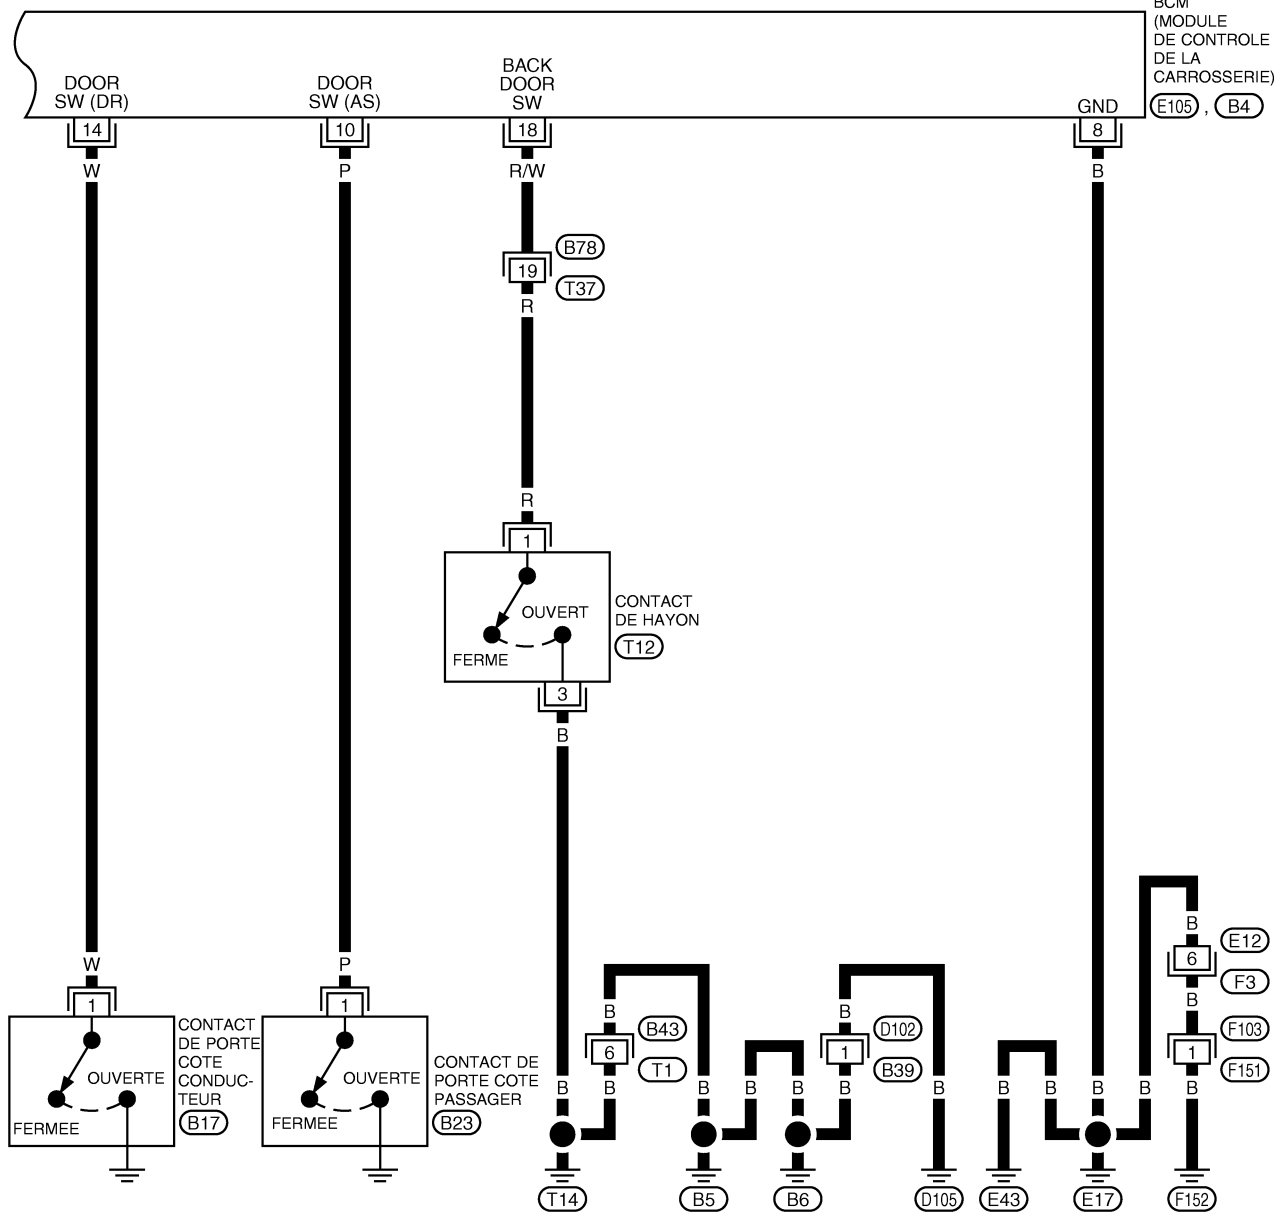 BCM
(MODULE
DE CONTROLE
DE LA
CARROSSERIE)
E105 , B4
DOOR
SW (DR)
DOOR
SW (AS)
BACK
DOOR
SW
GND
14
10
18
8
W
P
R/W
B
B78
19
T37
R
R
1
OUVERT
FERME
CONTACT
DE HAYON
T12
3
B
W
P
B
E12
6
F3
B
1
CONTACT
DE PORTE
COTE
CONDUC-
TEUR
B17
OUVERTE
FERMEE
1
CONTACT DE
PORTE COTE
PASSAGER
B23
OUVERTE
FERMEE
B
B43
6
T1
B
D102
1
B39
F103
1
F151
B
B
B
B
B
B
B
B
B
B
B
B
T14
B5
B6
D105
E43
E17
F152